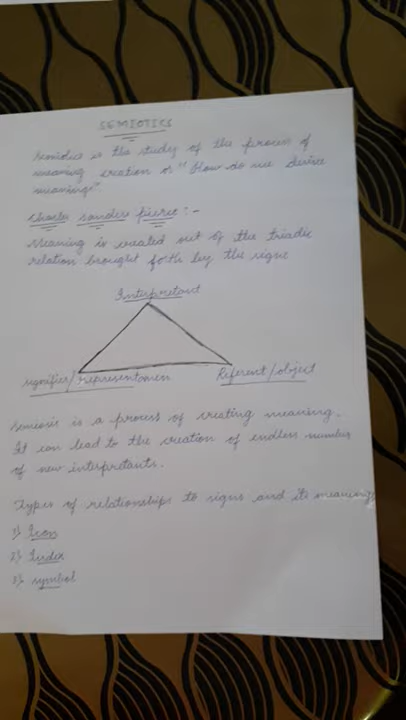 SEMIOTICS
Semiotics is the study of the process of
meaning creation or "How do we derive
meaning".
Charles sanders pierce :-
Meaning is created out of the triadic
relation brought forth by the signs
Interpretant
signifier/representamen
Referent/object
Semiosis is a process of creating meaning.
It can lead to the creation of endless number
of new interpretants.
Types of relationships to signs and its meanings
1) Icon
2) Index
3) symbol